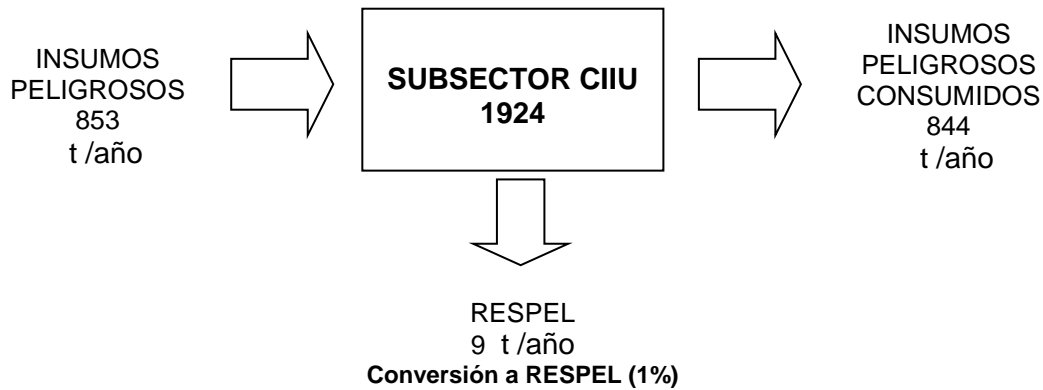 INSUMOS
PELIGROSOS
853
t /año
SUBSECTOR CIIU
1924
INSUMOS
PELIGROSOS
CONSUMIDOS
844
t /año
RESPEL
9 t /año
Conversión a RESPEL (1%)